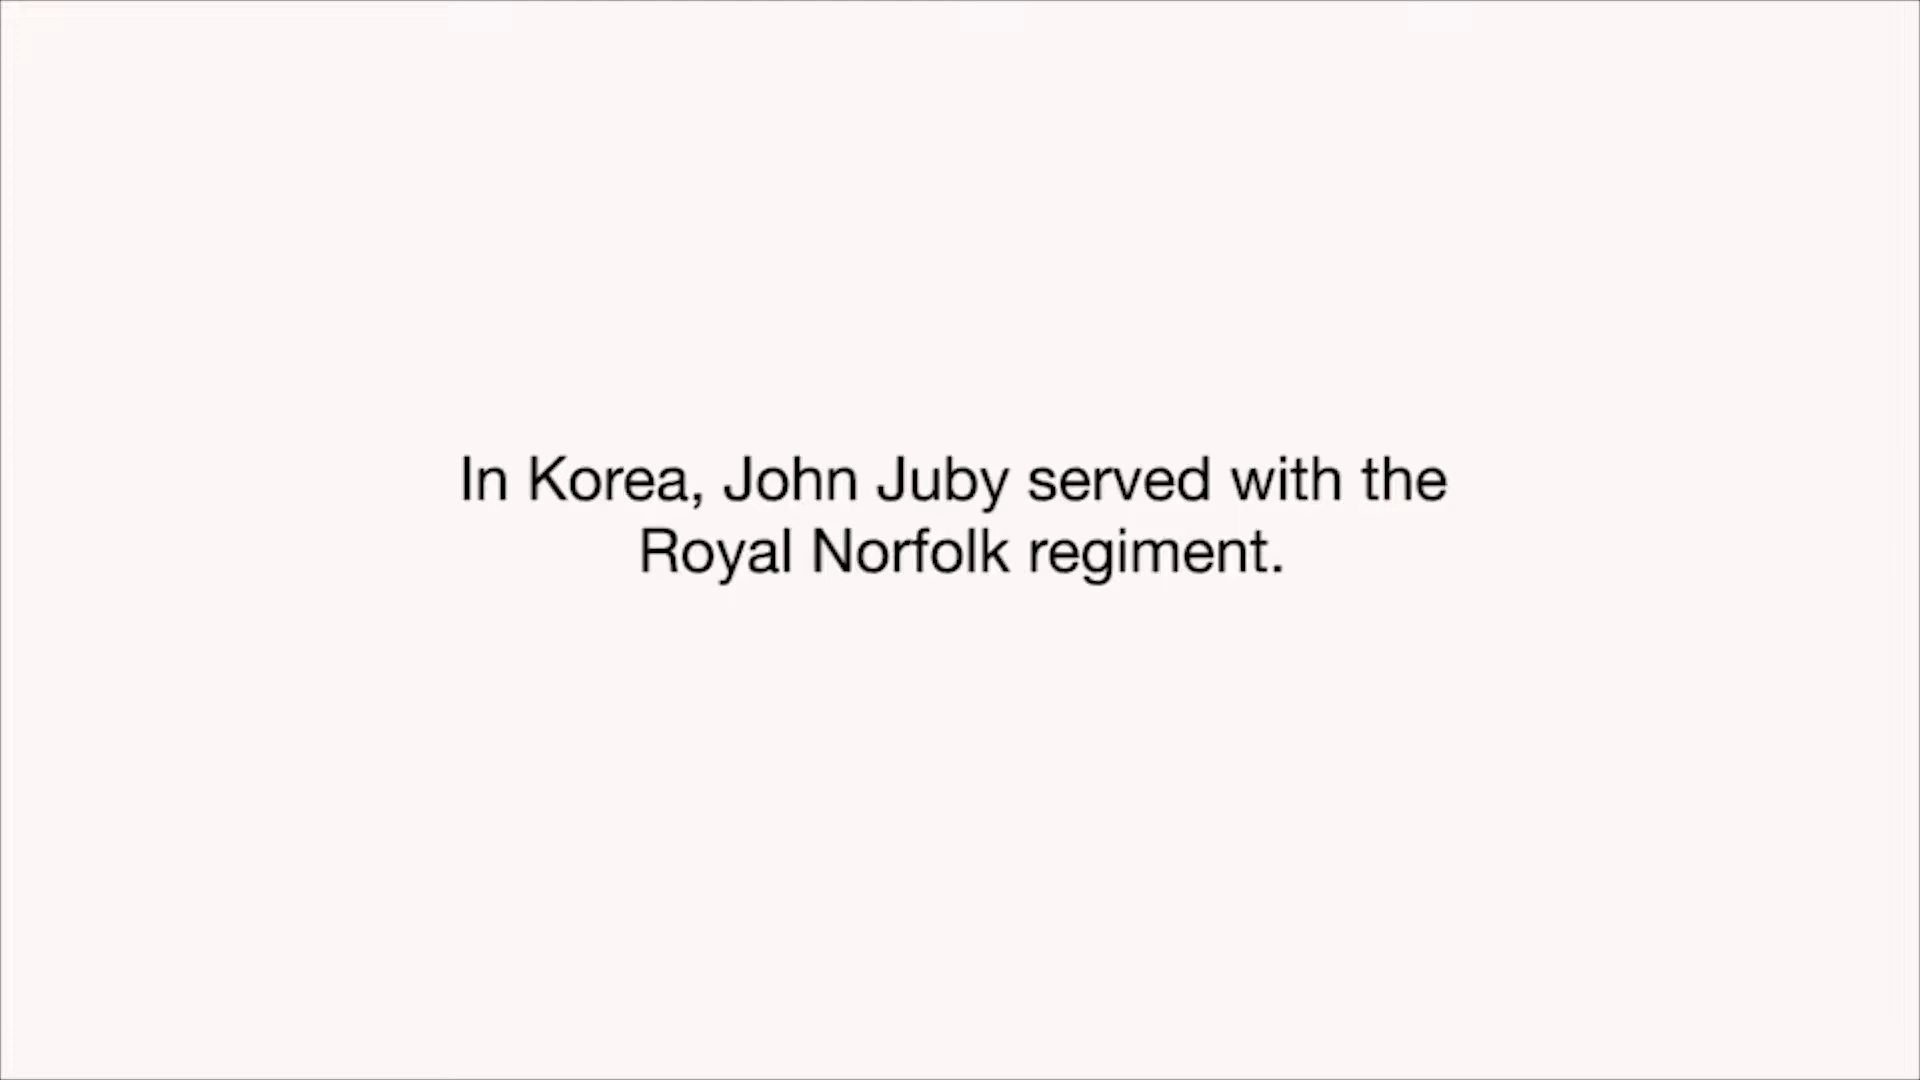 In Korea, John Juby served with the
Royal Norfolk regiment.